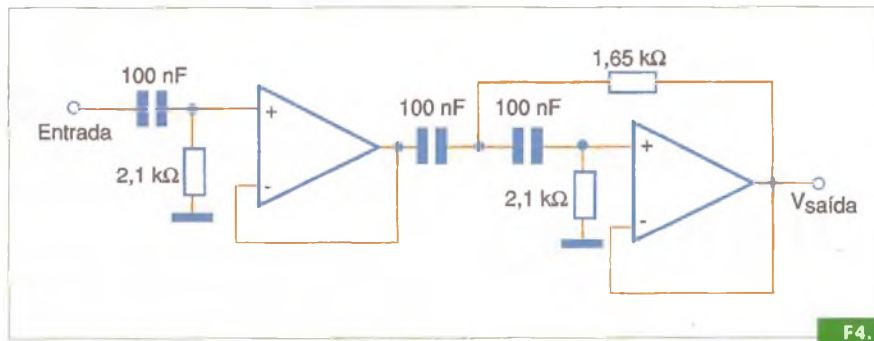 1,65 kΩ
100 nF
100 nF
100 nF
Entrada
+
+
2,1 kΩ
-
2,1 kΩ
-
Vsaída
F4.